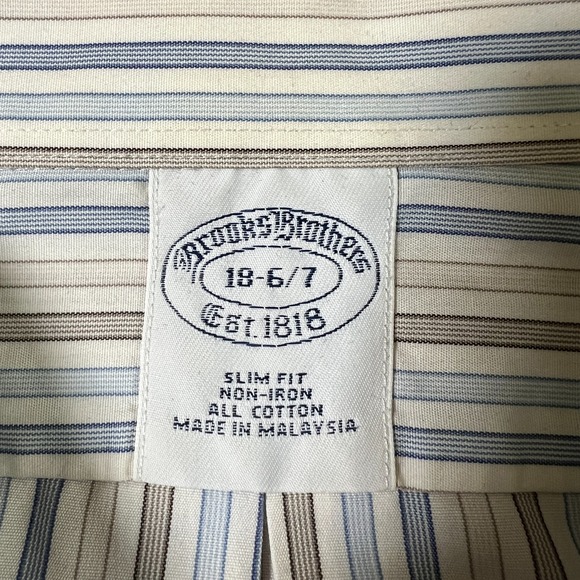 Brooks Brothers
18-6/7
Est. 1818
SLIM FIT
NON-IRON
ALL COTTON
MADE IN MALAYSIA